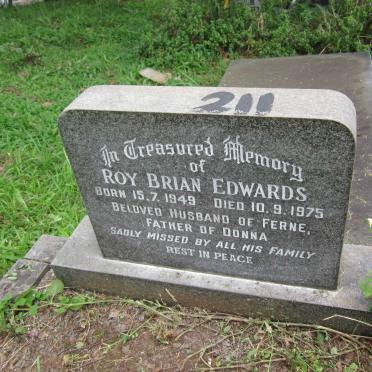 211
In Treasured Memory
of
ROY BRIAN EDWARDS
BORN 15.7.1949 DIED 10.9.1975
BELOVED HUSBAND OF FERNE,
FATHER OF DONNA
SADLY MISSED BY ALL HIS FAMILY
REST IN PEACE